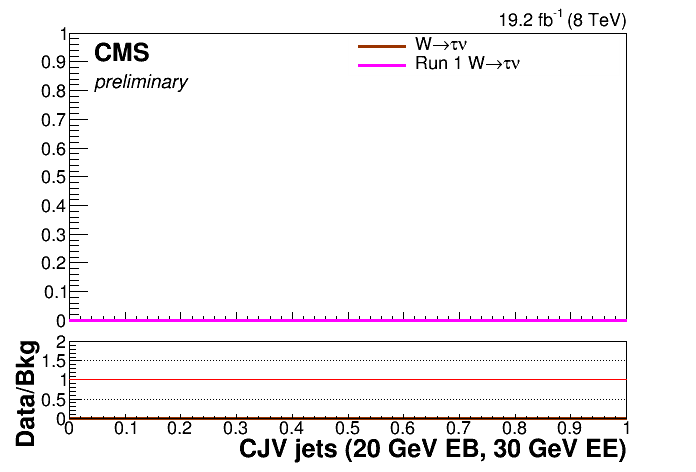 19.2 fb⁻¹ (8 TeV)
CMS
preliminary
W→τν
Run 1 W→τν
1
0.9
0.8
0.7
0.6
0.5
0.4
0.3
0.2
0.1
0
Data/Bkg
2
1.5
1
0.5
0
0 0.1 0.2 0.3 0.4 0.5 0.6 0.7 0.8 0.9 1
CJV jets (20 GeV EB, 30 GeV EE)